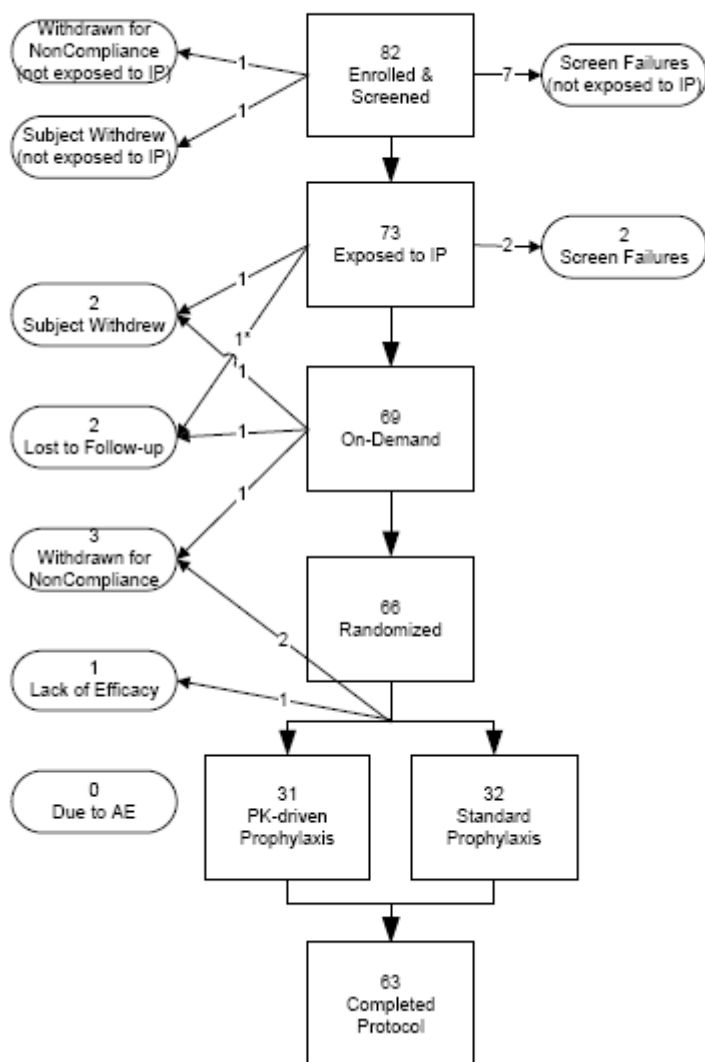 Withdrawn for
NonCompliance
(not exposed to IP)
1
82
Enrolled &
Screened
7
Screen Failures
(not exposed to IP)
1
Subject Withdrew
(not exposed to IP)
73
Exposed to IP
2
2
Screen Failures
1
2
Subject Withdrew
1*
1
69
On-Demand
2
Lost to Follow-up
1
1
3
Withdrawn for
NonCompliance
66
Randomized
2
1
Lack of Efficacy
1
0
Due to AE
31
PK-driven
Prophylaxis
32
Standard
Prophylaxis
63
Completed
Protocol